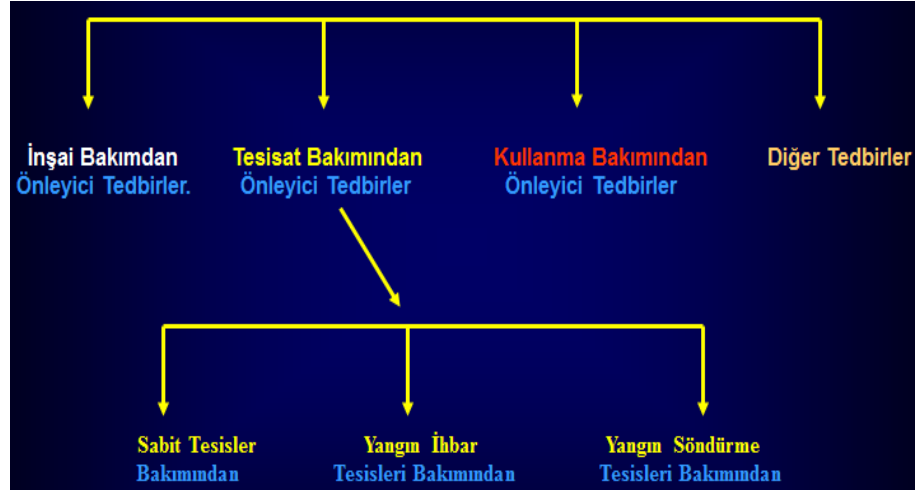 İnşai Bakımdan
Önleyici Tedbirler.
Tesisat Bakımından
Önleyici Tedbirler
Kullanma Bakımından
Önleyici Tedbirler
Diğer Tedbirler
Sabit Tesisler
Bakımından
Yangın İhbar
Tesisleri Bakımından
Yangın Söndürme
Tesisleri Bakımından